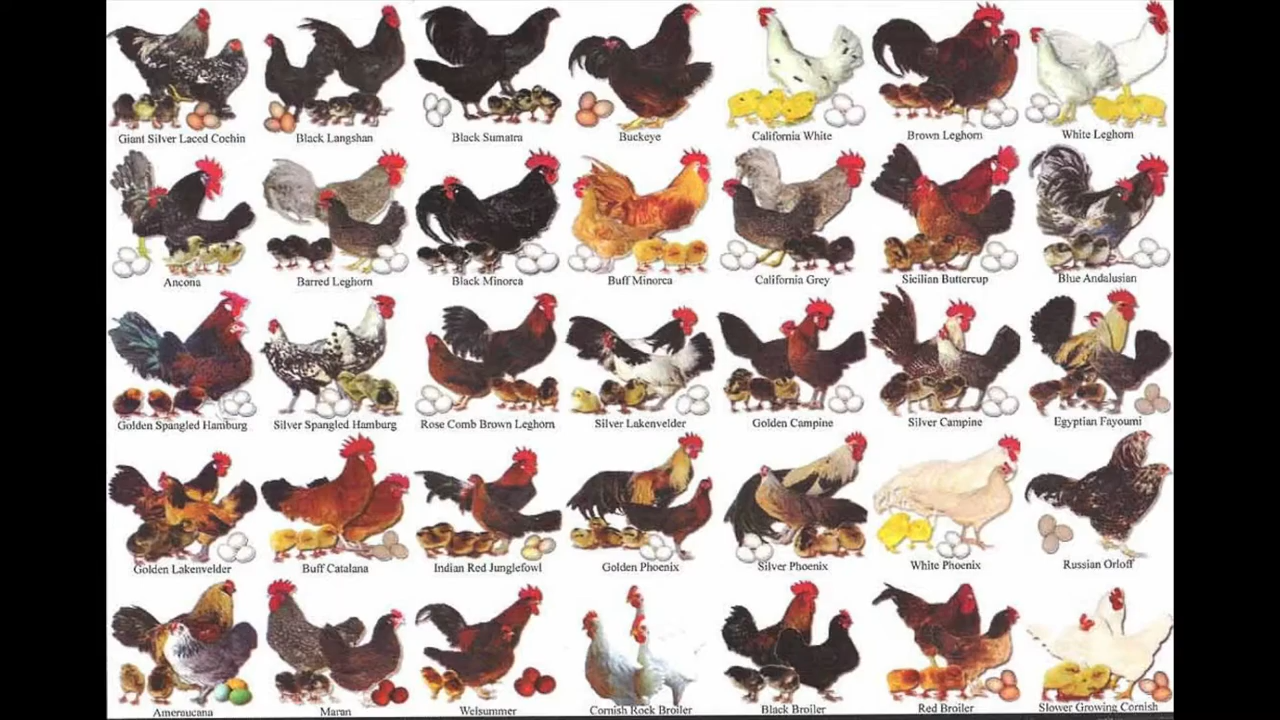 Giant Silver Laced Cochin
Black Langshan
Black Sumatra
Buckeye
California White
Brown Leghorn
White Leghorn
Ancona
Barred Leghorn
Black Minorca
Buff Minorca
California Grey
Sicilian Buttercup
Blue Andalusian
Golden Spangled Hamburg
Silver Spangled Hamburg
Rose Comb Brown Leghorn
Silver Lakenvelder
Golden Campine
Silver Campine
Egyptian Fayoumi
Golden Lakenvelder
Buff Catalana
Indian Red Junglefowl
Golden Phoenix
Silver Phoenix
White Phoenix
Russian Orloff
Ameraucana
Maran
Welsummer
Cornish Rock Broiler
Black Broiler
Red Broiler
Slower Growing Cornish